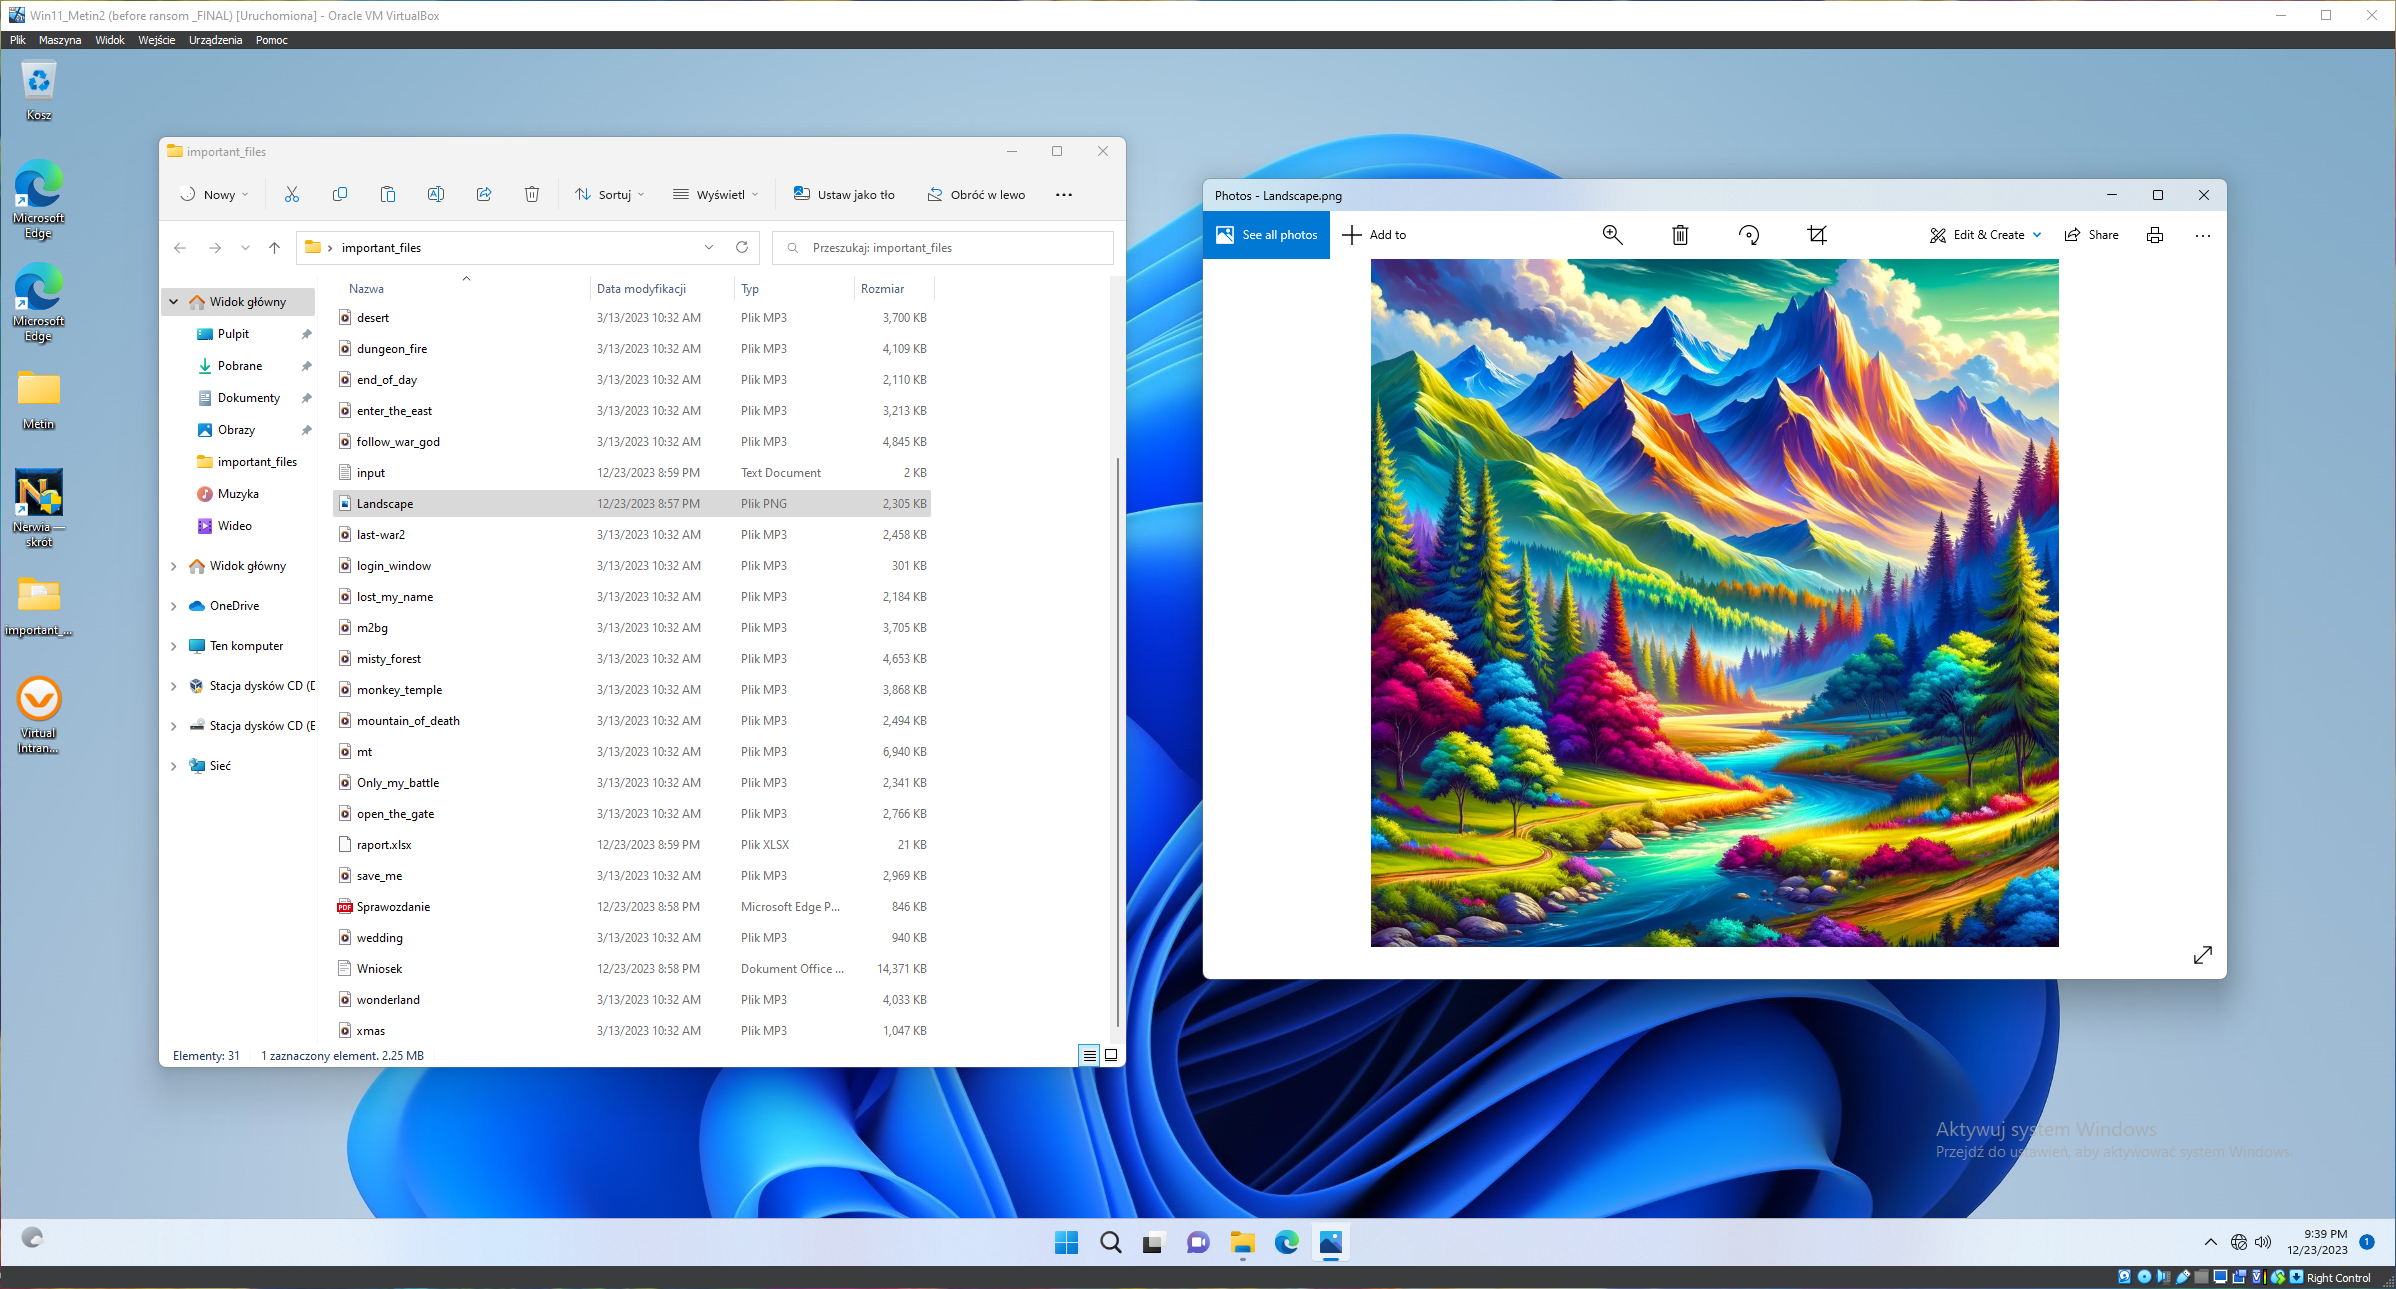 Win11_Metin2 (before ransom _FINAL) [Uruchomiona] - Oracle VM VirtualBox
Plik Maszyna Widok Wejście Urządzenia Pomoc
Kosz
Microsoft
Edge
Microsoft
Edge
Metin
Nerwia —
skrót
important_...
Virtual
Intran...
important_files
Nowy Sortuj Wyświetl Ustaw jako tło Obróć w lewo ...
important_files Przeszukaj: important_files
Widok główny
Pulpit
Pobrane
Dokumenty
Obrazy
important_files
Muzyka
Wideo
Widok główny
OneDrive
Ten komputer
Stacja dysków CD (D
Stacja dysków CD (E
Sieć
Nazwa Data modyfikacji Typ Rozmiar
desert 3/13/2023 10:32 AM Plik MP3 3,700 KB
dungeon_fire 3/13/2023 10:32 AM Plik MP3 4,109 KB
end_of_day 3/13/2023 10:32 AM Plik MP3 2,110 KB
enter_the_east 3/13/2023 10:32 AM Plik MP3 3,213 KB
follow_war_god 3/13/2023 10:32 AM Plik MP3 4,845 KB
input 12/23/2023 8:59 PM Text Document 2 KB
Landscape 12/23/2023 8:57 PM Plik PNG 2,305 KB
last-war2 3/13/2023 10:32 AM Plik MP3 2,458 KB
login_window 3/13/2023 10:32 AM Plik MP3 301 KB
lost_my_name 3/13/2023 10:32 AM Plik MP3 2,184 KB
m2bg 3/13/2023 10:32 AM Plik MP3 3,705 KB
misty_forest 3/13/2023 10:32 AM Plik MP3 4,653 KB
monkey_temple 3/13/2023 10:32 AM Plik MP3 3,868 KB
mountain_of_death 3/13/2023 10:32 AM Plik MP3 2,494 KB
mt 3/13/2023 10:32 AM Plik MP3 6,940 KB
Only_my_battle 3/13/2023 10:32 AM Plik MP3 2,341 KB
open_the_gate 3/13/2023 10:32 AM Plik MP3 2,766 KB
raport.xlsx 12/23/2023 8:59 PM Plik XLSX 21 KB
save_me 3/13/2023 10:32 AM Plik MP3 2,969 KB
PDF Sprawozdanie 12/23/2023 8:58 PM Microsoft Edge P... 846 KB
wedding 3/13/2023 10:32 AM Plik MP3 940 KB
Wniosek 12/23/2023 8:58 PM Dokument Office ... 14,371 KB
wonderland 3/13/2023 10:32 AM Plik MP3 4,033 KB
xmas 3/13/2023 10:32 AM Plik MP3 1,047 KB
Elementy: 31 1 zaznaczony element. 2.25 MB
Photos - Landscape.png
See all photos Add to Edit & Create Share ...
Aktywuj system Windows
Przejdź do ustawień, aby aktywować system Windows.
9:39 PM
12/23/2023
1
Right Control